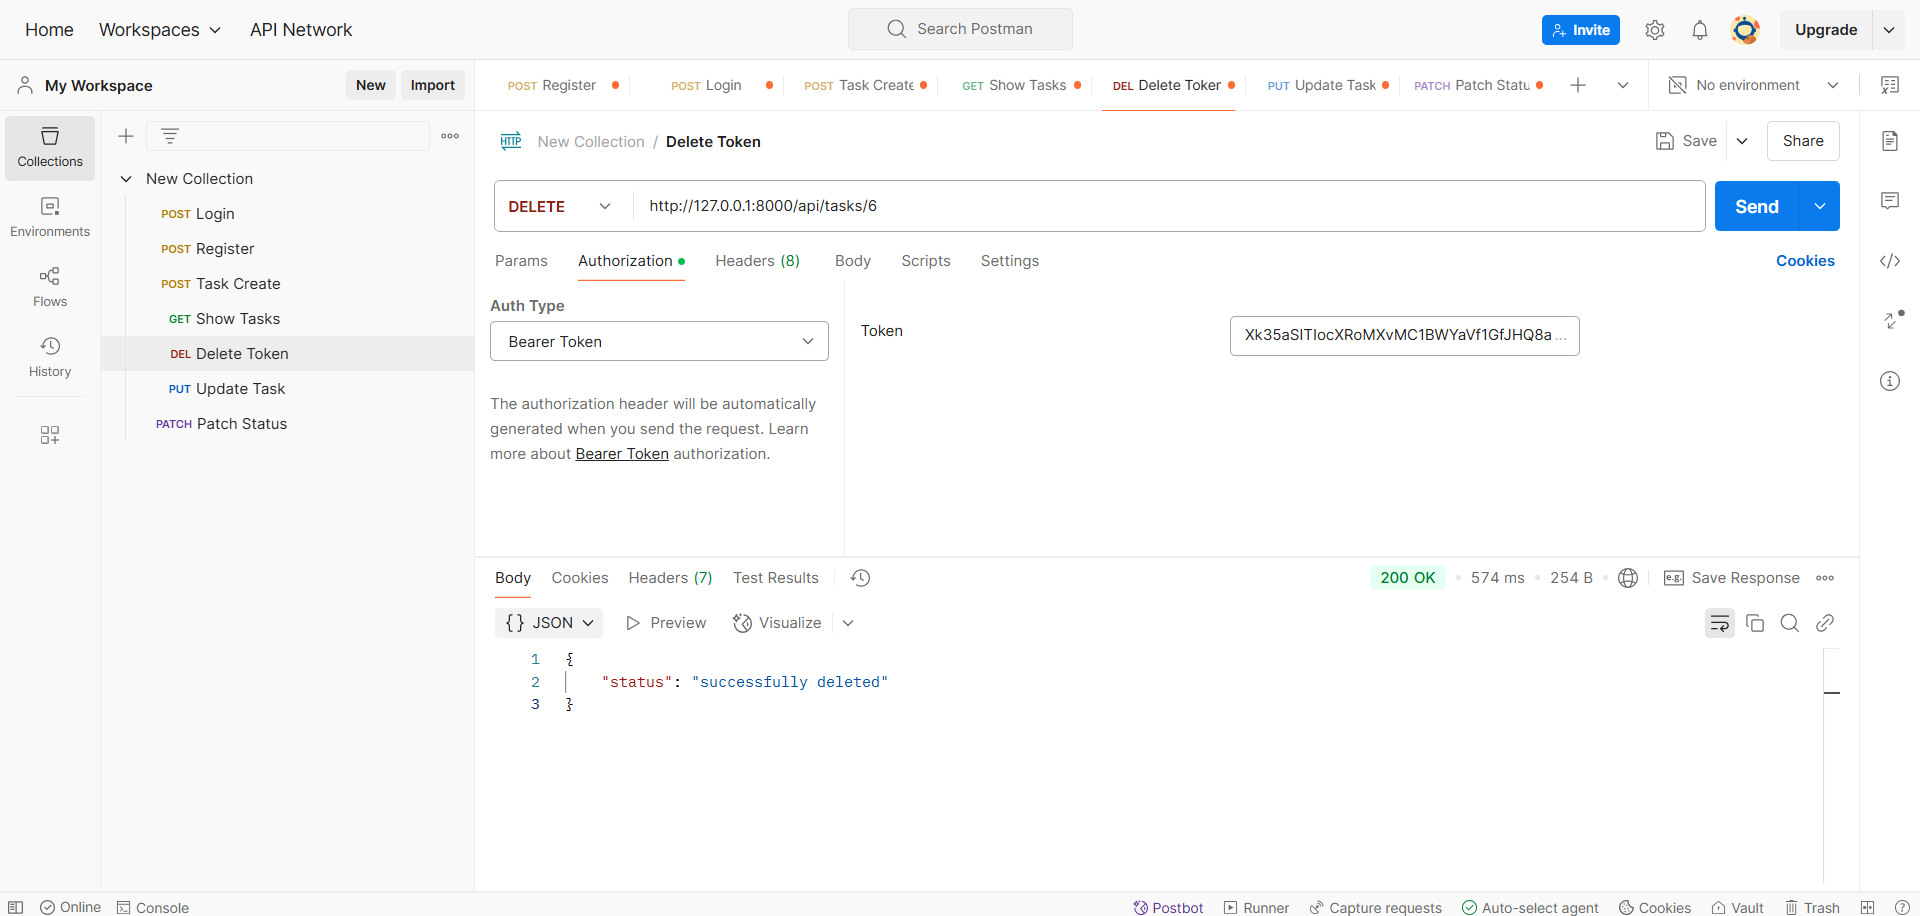 Home Workspaces API Network Search Postman Invite Upgrade
My Workspace New Import
POST Register POST Login POST Task Create GET Show Tasks DEL Delete Token PUT Update Task PATCH Patch Statu No environment
Collections
Environments
Flows
History
New Collection
POST Login
POST Register
POST Task Create
GET Show Tasks
DEL Delete Token
PUT Update Task
PATCH Patch Status
HTTP New Collection / Delete Token Save Share
DELETE http://127.0.0.1:8000/api/tasks/6 Send
Params Authorization Headers (8) Body Scripts Settings Cookies
Auth Type
Bearer Token
Token Xk35aSITIocXRoMXvMC1BWYaVf1GfJHQ8a ...
The authorization header will be automatically
generated when you send the request. Learn
more about Bearer Token authorization.
Body Cookies Headers (7) Test Results 200 OK 574 ms 254 B e.g. Save Response
{} JSON Preview Visualize
1 {
2 "status": "successfully deleted"
3 }
Online Console Postbot Runner Capture requests Auto-select agent Cookies Vault Trash